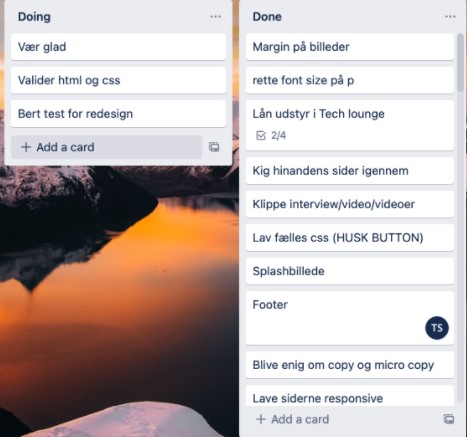 Doing
Vær glad
Valider html og css
Bert test for redesign
+ Add a card
Done
Margin på billeder
rette font size på p
Lån udstyr i Tech lounge
2/4
Kig hinandens sider igennem
Klippe interview/video/videoer
Lav fælles css (HUSK BUTTON)
Splashbillede
Footer
TS
Blive enig om copy og micro copy
Lave siderne responsive
+ Add a card